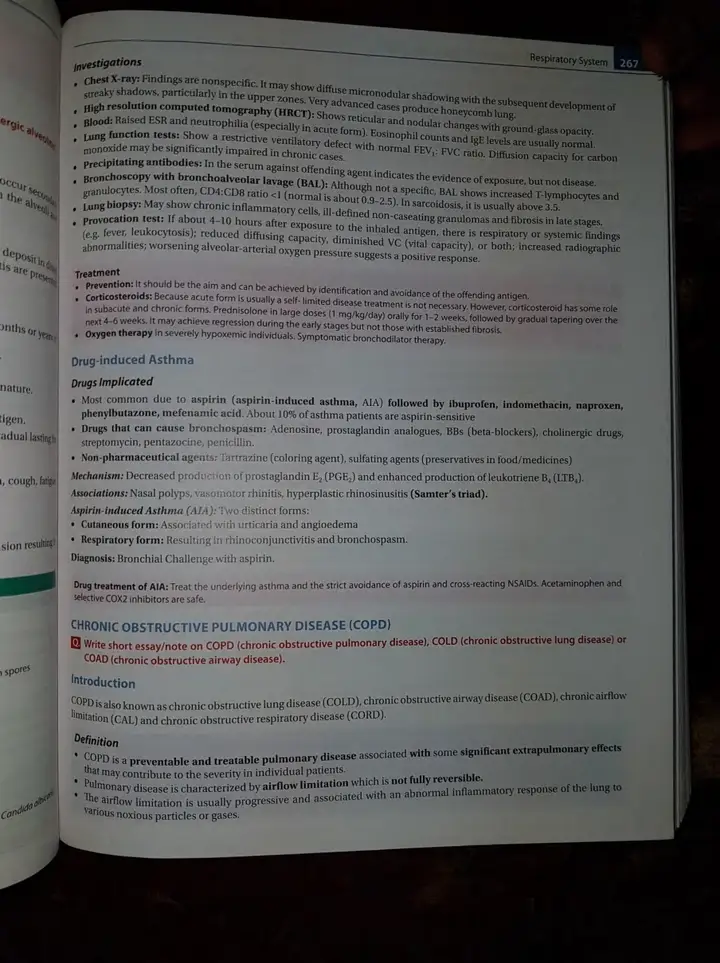 Respiratory System 267
Investigations
• Chest X-ray: Findings are nonspecific. It may show diffuse micronodular shadowing with the subsequent development of
streaky shadows, particularly in the upper zones. Very advanced cases produce honeycomb lung.
• High resolution computed tomography (HRCT): Shows reticular and nodular changes with ground-glass opacity.
• Blood: Raised ESR and neutrophilia (especially in acute form). Eosinophil counts and IgE levels are usually normal.
• Lung function tests: Show a restrictive ventilatory defect with normal FEV₁: FVC ratio. Diffusion capacity for carbon
monoxide may be significantly impaired in chronic cases.
• Precipitating antibodies: In the serum against offending agent indicates the evidence of exposure, but not disease.
• Bronchoscopy with bronchoalveolar lavage (BAL): Although not a specific, BAL shows increased T-lymphocytes and
granulocytes. Most often, CD4:CD8 ratio <1 (normal is about 0.9–2.5). In sarcoidosis, it is usually above 3.5.
• Lung biopsy: May show chronic inflammatory cells, ill-defined non-caseating granulomas and fibrosis in late stages.
• Provocation test: If about 4–10 hours after exposure to the inhaled antigen, there is respiratory or systemic findings
(e.g. fever, leukocytosis); reduced diffusing capacity, diminished VC (vital capacity), or both; increased radiographic
abnormalities; worsening alveolar-arterial oxygen pressure suggests a positive response.
Treatment
• Prevention: It should be the aim and can be achieved by identification and avoidance of the offending antigen.
• Corticosteroids: Because acute form is usually a self- limited disease treatment is not necessary. However, corticosteroid has some role
in subacute and chronic forms. Prednisolone in large doses (1 mg/kg/day) orally for 1–2 weeks, followed by gradual tapering over the
next 4–6 weeks. It may achieve regression during the early stages but not those with established fibrosis.
• Oxygen therapy in severely hypoxemic individuals. Symptomatic bronchodilator therapy.
Drug-induced Asthma
Drugs Implicated
• Most common due to aspirin (aspirin-induced asthma, AIA) followed by ibuprofen, indomethacin, naproxen,
phenylbutazone, mefenamic acid. About 10% of asthma patients are aspirin-sensitive
• Drugs that can cause bronchospasm: Adenosine, prostaglandin analogues, BBs (beta-blockers), cholinergic drugs,
streptomycin, pentazocine, penicillin.
• Non-pharmaceutical agents: Tartrazine (coloring agent), sulfating agents (preservatives in food/medicines)
Mechanism: Decreased production of prostaglandin E₂ (PGE₂) and enhanced production of leukotriene B₄ (LTB₄).
Associations: Nasal polyps, vasomotor rhinitis, hyperplastic rhinosinusitis (Samter's triad).
Aspirin-induced Asthma (AIA): Two distinct forms:
• Cutaneous form: Associated with urticaria and angioedema
• Respiratory form: Resulting in rhinoconjunctivitis and bronchospasm.
Diagnosis: Bronchial Challenge with aspirin.
Drug treatment of AIA: Treat the underlying asthma and the strict avoidance of aspirin and cross-reacting NSAIDs. Acetaminophen and
selective COX2 inhibitors are safe.
CHRONIC OBSTRUCTIVE PULMONARY DISEASE (COPD)
Q Write short essay/note on COPD (chronic obstructive pulmonary disease), COLD (chronic obstructive lung disease) or
COAD (chronic obstructive airway disease).
Introduction
COPD is also known as chronic obstructive lung disease (COLD), chronic obstructive airway disease (COAD), chronic airflow
limitation (CAL) and chronic obstructive respiratory disease (CORD).
Definition
• COPD is a preventable and treatable pulmonary disease associated with some significant extrapulmonary effects
that may contribute to the severity in individual patients.
• Pulmonary disease is characterized by airflow limitation which is not fully reversible.
• The airflow limitation is usually progressive and associated with an abnormal inflammatory response of the lung to
various noxious particles or gases.
occur
the
deposit in
tis are
onths or
nature.
tigen.
adual lasting
, cough,
sion resulting
spores
Candida